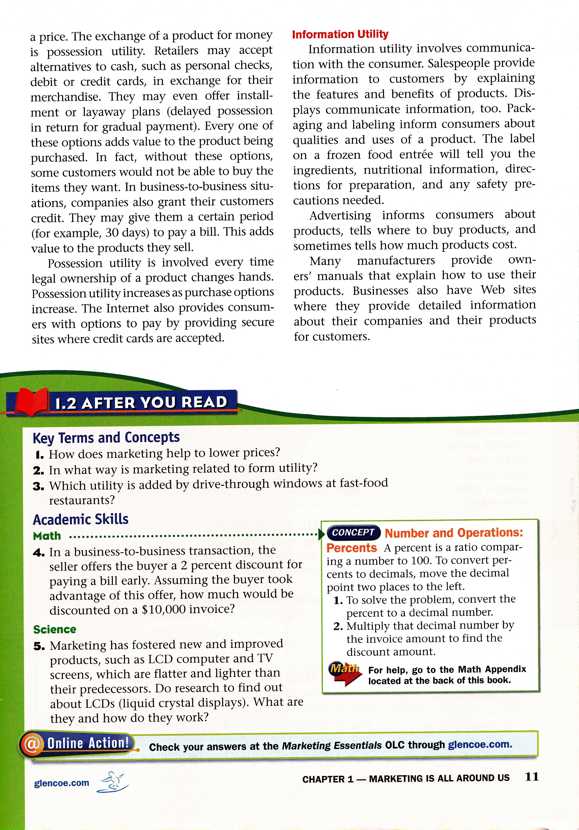 a price. The exchange of a product for money
is possession utility. Retailers may accept
alternatives to cash, such as personal checks,
debit or credit cards, in exchange for their
merchandise. They may even offer install-
ment or layaway plans (delayed possession
in return for gradual payment). Every one of
these options adds value to the product being
purchased. In fact, without these options,
some customers would not be able to buy the
items they want. In business-to-business situ-
ations, companies also grant their customers
credit. They may give them a certain period
(for example, 30 days) to pay a bill. This adds
value to the products they sell.
Possession utility is involved every time
legal ownership of a product changes hands.
Possession utility increases as purchase options
increase. The Internet also provides consum-
ers with options to pay by providing secure
sites where credit cards are accepted.
Information Utility
Information utility involves communica-
tion with the consumer. Salespeople provide
information to customers by explaining
the features and benefits of products. Dis-
plays communicate information, too. Pack-
aging and labeling inform consumers about
qualities and uses of a product. The label
on a frozen food entrée will tell you the
ingredients, nutritional information, direc-
tions for preparation, and any safety pre-
cautions needed.
Advertising informs consumers about
products, tells where to buy products, and
sometimes tells how much products cost.
Many manufacturers provide own-
ers' manuals that explain how to use their
products. Businesses also have Web sites
where they provide detailed information
about their companies and their products
for customers.
1.2 AFTER YOU READ
Key Terms and Concepts
1. How does marketing help to lower prices?
2. In what way is marketing related to form utility?
3. Which utility is added by drive-through windows at fast-food
restaurants?
Academic Skills
Math
4. In a business-to-business transaction, the
seller offers the buyer a 2 percent discount for
paying a bill early. Assuming the buyer took
advantage of this offer, how much would be
discounted on a $10,000 invoice?
Science
5. Marketing has fostered new and improved
products, such as LCD computer and TV
screens, which are flatter and lighter than
their predecessors. Do research to find out
about LCDs (liquid crystal displays). What are
they and how do they work?
CONCEPT Number and Operations:
Percents A percent is a ratio compar-
ing a number to 100. To convert per-
cents to decimals, move the decimal
point two places to the left.
1. To solve the problem, convert the
percent to a decimal number.
2. Multiply that decimal number by
the invoice amount to find the
discount amount.
Math
For help, go to the Math Appendix
located at the back of this book.
@ Online Action!
Check your answers at the Marketing Essentials OLC through glencoe.com.
glencoe.com
CHAPTER 1 — MARKETING IS ALL AROUND US 11